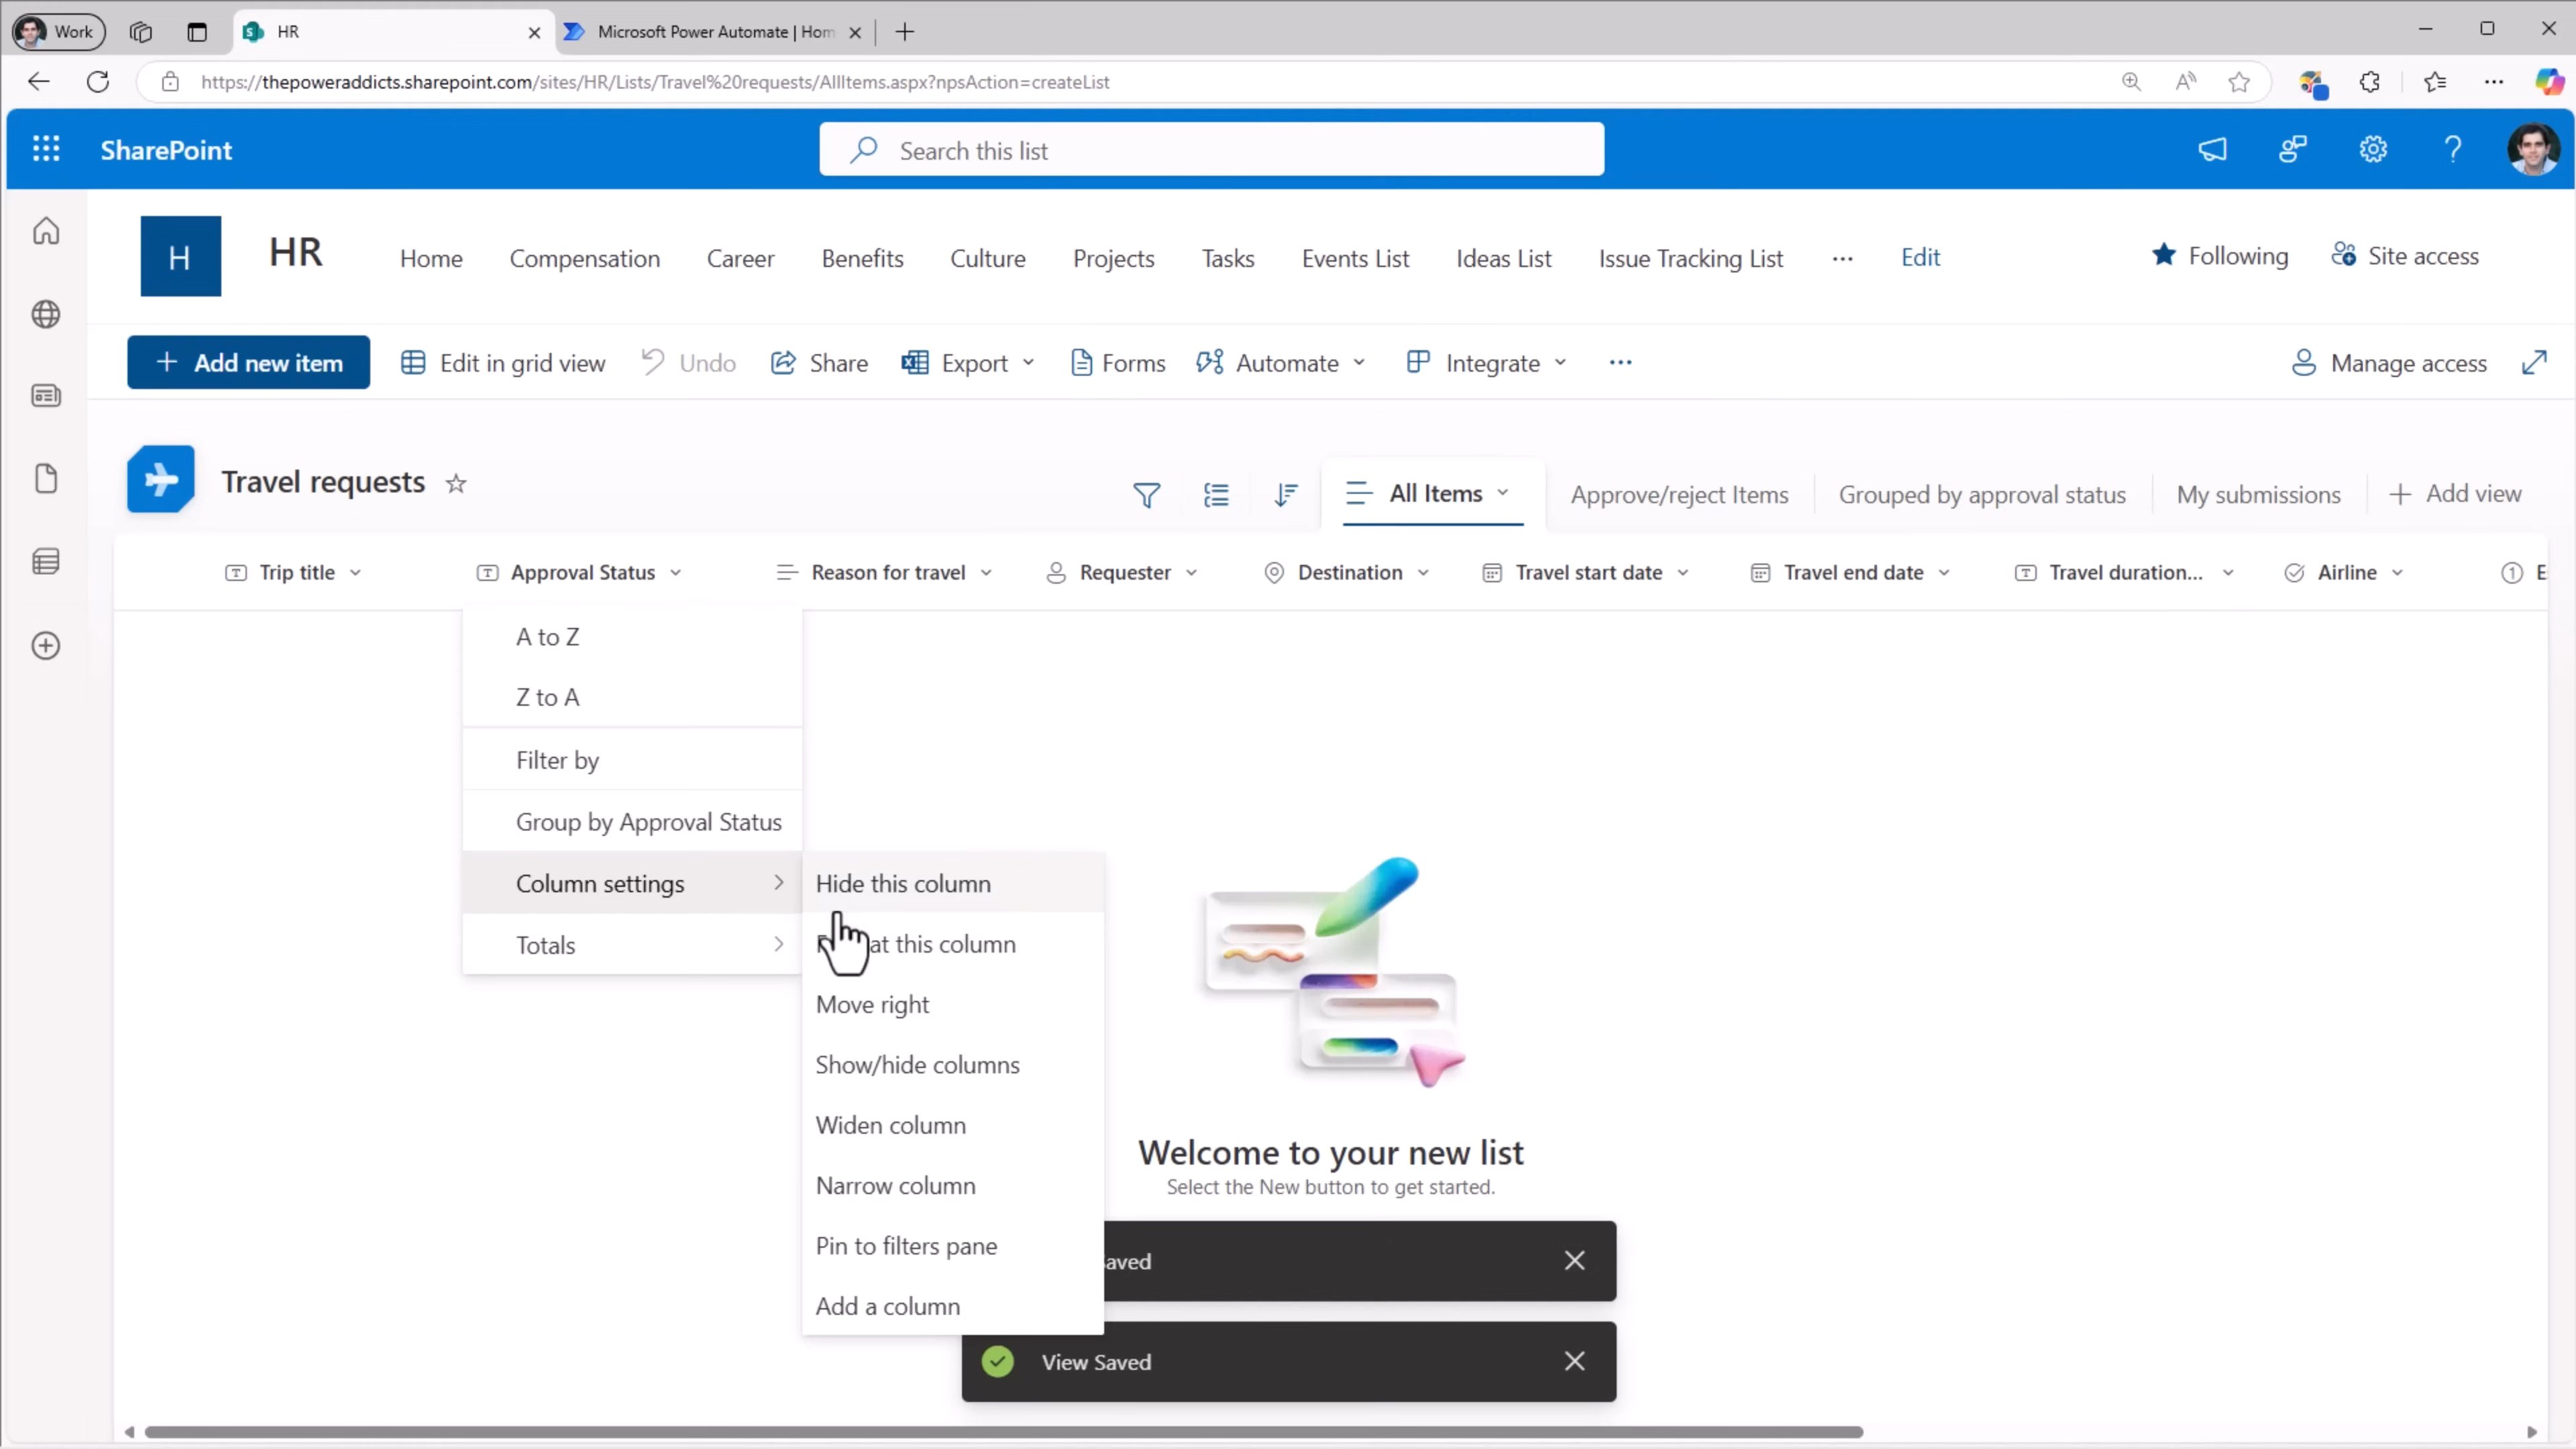 Work
HR
Microsoft Power Automate | Hom
https://thepoweraddicts.sharepoint.com/sites/HR/Lists/Travel%20requests/AllItems.aspx?npsAction=createList
SharePoint
Search this list
H
HR
Home
Compensation
Career
Benefits
Culture
Projects
Tasks
Events List
Ideas List
Issue Tracking List
Edit
Following
Site access
Add new item
Edit in grid view
Undo
Share
Export
Forms
Automate
Integrate
Manage access
Travel requests
All Items
Approve/reject Items
Grouped by approval status
My submissions
Add view
Trip title
Approval Status
Reason for travel
Requester
Destination
Travel start date
Travel end date
Travel duration...
Airline
E
A to Z
Z to A
Filter by
Group by Approval Status
Column settings
Totals
Hide this column
at this column
Move right
Show/hide columns
Widen column
Narrow column
Pin to filters pane
Add a column
Welcome to your new list
Select the New button to get started.
aved
View Saved